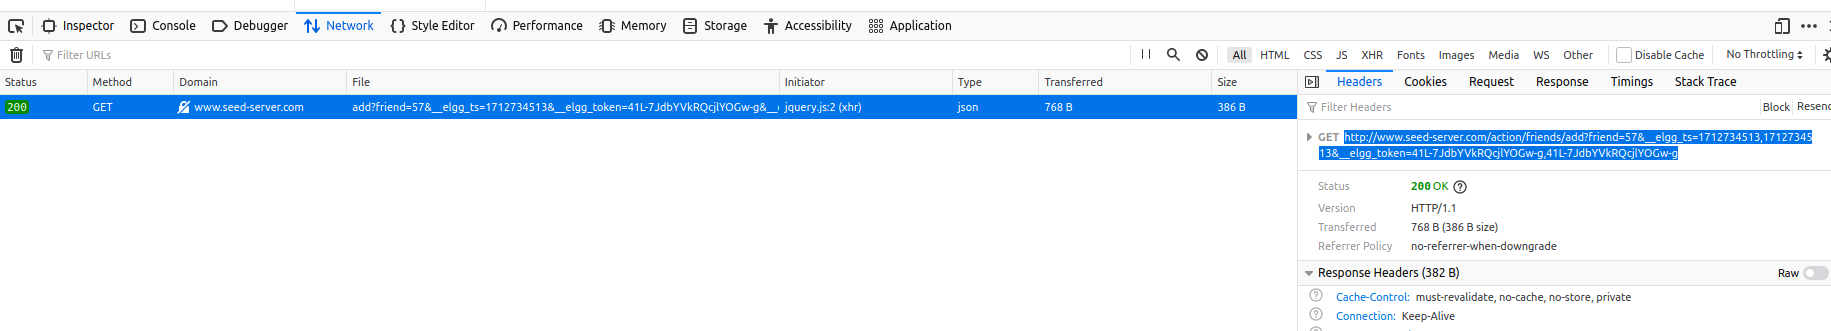 Inspector Console Debugger Network Style Editor Performance Memory Storage Accessibility Application
Filter URLs All HTML CSS JS XHR Fonts Images Media WS Other Disable Cache No Throttling
Status Method Domain File Initiator Type Transferred Size
200 GET www.seed-server.com add?friend=57&__elgg_ts=1712734513&__elgg_token=41L-7JdbYVkRQcjlYOGw-g&__ jquery.js:2 (xhr) json 768 B 386 B
Headers Cookies Request Response Timings Stack Trace
Filter Headers Block Resend
GET http://www.seed-server.com/action/friends/add?friend=57&__elgg_ts=1712734513,17127345
13&__elgg_token=41L-7JdbYVkRQcjlYOGw-g,41L-7JdbYVkRQcjlYOGw-g
Status 200 OK
Version HTTP/1.1
Transferred 768 B (386 B size)
Referrer Policy no-referrer-when-downgrade
Response Headers (382 B) Raw
Cache-Control: must-revalidate, no-cache, no-store, private
Connection: Keep-Alive